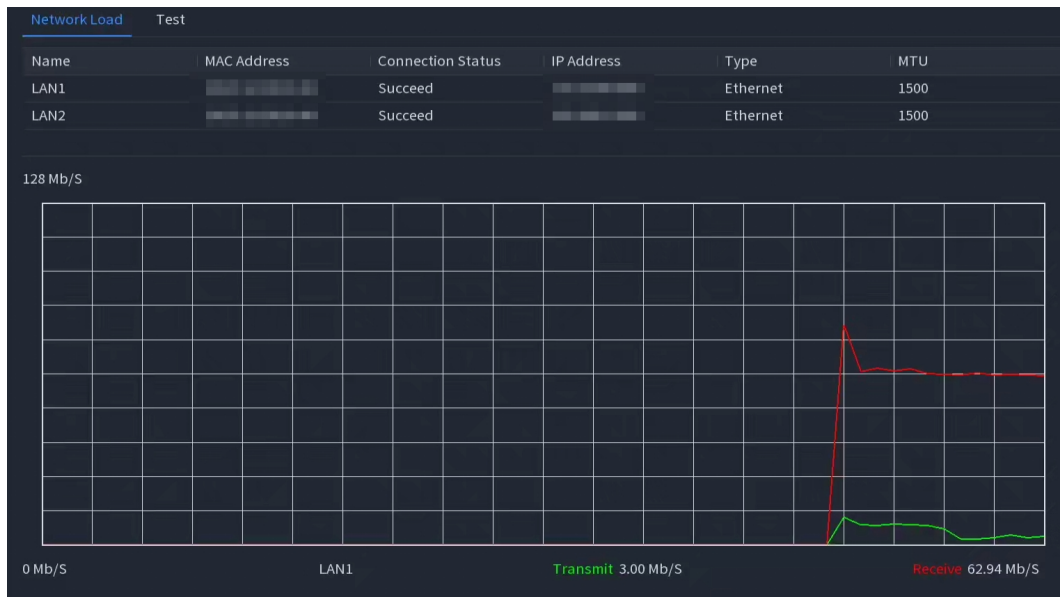 Network Load Test
Name MAC Address Connection Status IP Address Type MTU
LAN1 Succeed Ethernet 1500
LAN2 Succeed Ethernet 1500
128 Mb/S
0 Mb/S LAN1 Transmit 3.00 Mb/S Receive 62.94 Mb/S